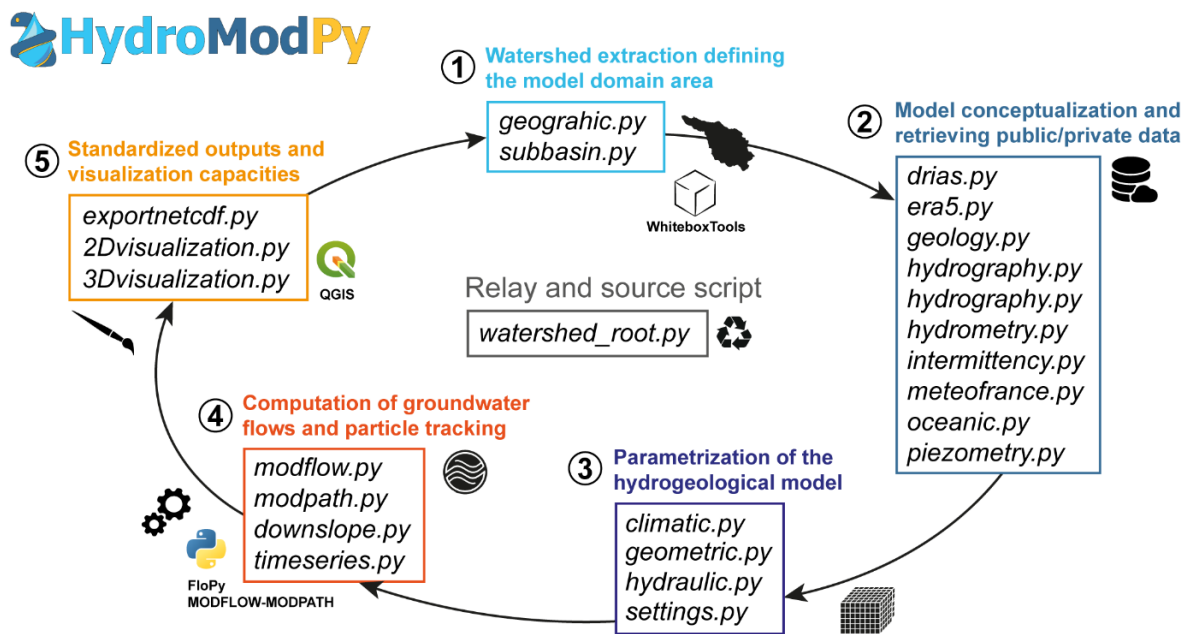 HydroModPy
1
Watershed extraction defining
the model domain area
geograhic.py
subbasin.py
WhiteboxTools
2
Model conceptualization and
retrieving public/private data
drias.py
era5.py
geology.py
hydrography.py
hydrography.py
hydrometry.py
intermittency.py
meteofrance.py
oceanic.py
piezometry.py
3
Parametrization of the
hydrogeological model
climatic.py
geometric.py
hydraulic.py
settings.py
4
Computation of groundwater
flows and particle tracking
modflow.py
modpath.py
downslope.py
timeseries.py
FloPy
MODFLOW-MODPATH
5
Standardized outputs and
visualization capacities
exportnetcdf.py
2Dvisualization.py
3Dvisualization.py
QGIS
Relay and source script
watershed_root.py